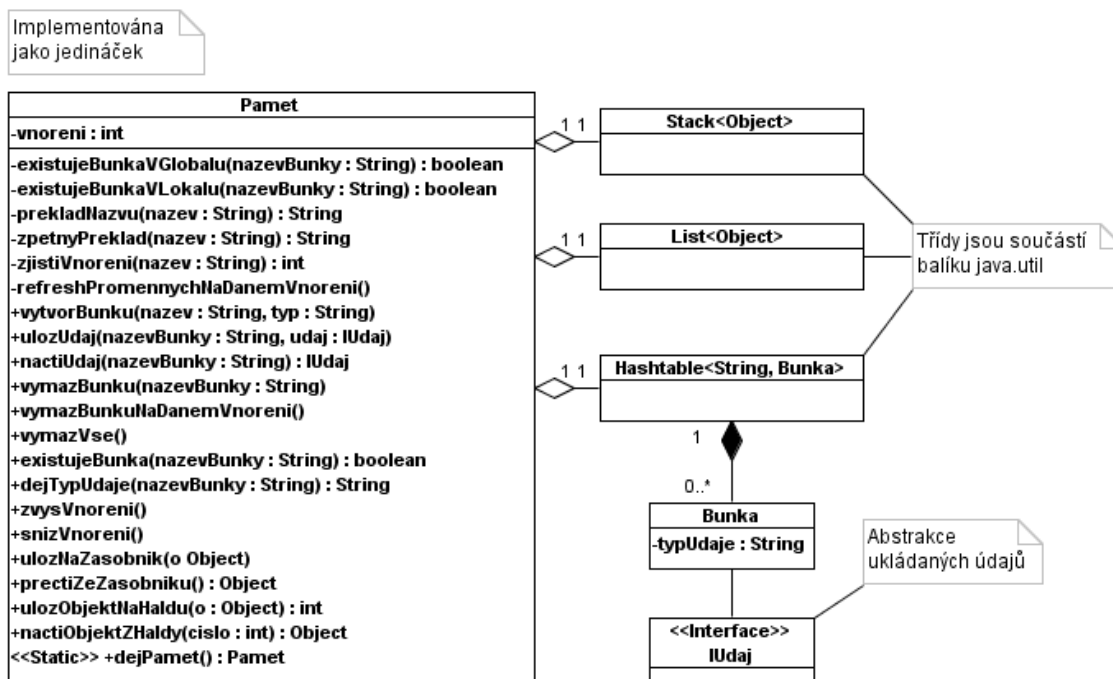 Implementována
jako jedináček
Pamet
-vnoreni : int
-existujeBunkaVGlobalu(nazevBunky : String) : boolean
-existujeBunkaVLokalu(nazevBunky : String) : boolean
-prekladNazvu(nazev : String) : String
-zpetnyPreklad(nazev : String) : String
-zjistiVnoreni(nazev : String) : int
-refreshPromennychNaDanemVnoreni()
+vytvorBunku(nazev : String, typ : String)
+ulozUdaj(nazevBunky : String, udaj : IUdaj)
+nactiUdaj(nazevBunky : String) : IUdaj
+vymazBunku(nazevBunky : String)
+vymazBunkuNaDanemVnoreni()
+vymazVse()
+existujeBunka(nazevBunky : String) : boolean
+dejTypUdaje(nazevBunky : String) : String
+zvysVnoreni()
+snizVnoreni()
+ulozNaZasobnik(o Object)
+prectiZeZasobniku() : Object
+ulozObjektNaHaldu(o : Object) : int
+nactiObjektZHaldy(cislo : int) : Object
<<Static>> +dejPamet() : Pamet
1 1
Stack<Object>
1 1
List<Object>
1 1
Hashtable<String, Bunka>
Třídy jsou součástí
balíku java.util
1
0..*
Bunka
-typUdaje : String
Abstrakce
ukládaných údajů
<<Interface>>
IUdaj